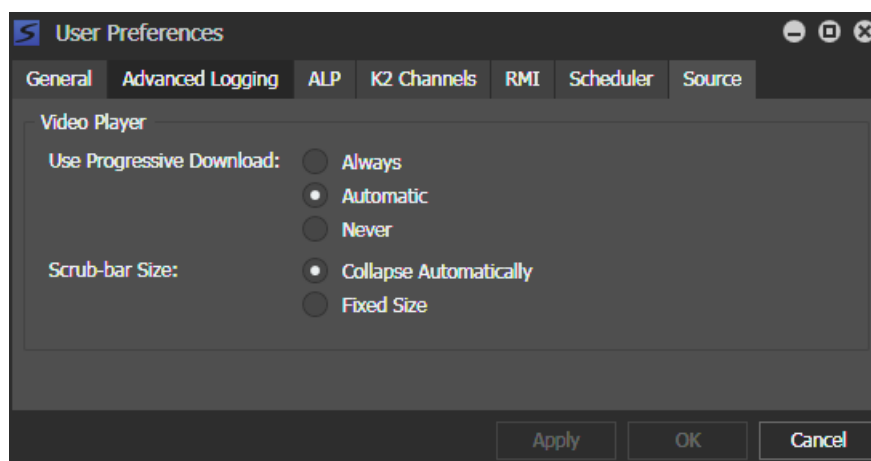 User Preferences
General Advanced Logging ALP K2 Channels RMI Scheduler Source
Video Player
Use Progressive Download: Always
Automatic
Never
Scrub-bar Size: Collapse Automatically
Fixed Size
Apply OK Cancel